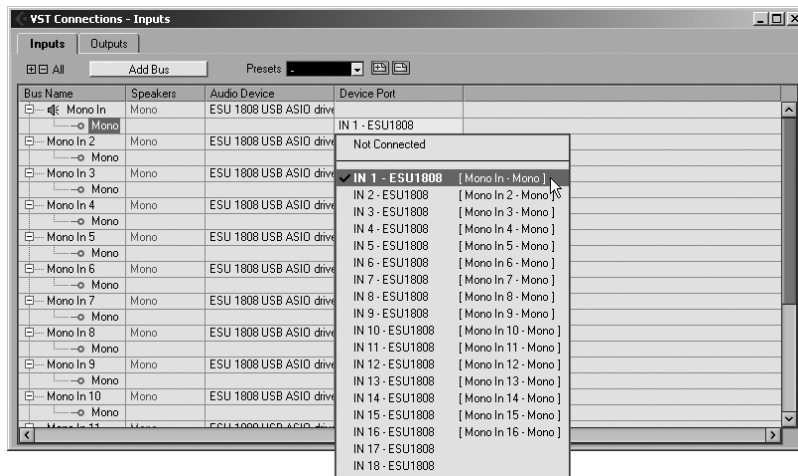 VST Connections - Inputs
Inputs Outputs
All Add Bus Presets -
Bus Name Speakers Audio Device Device Port
Mono In Mono ESU 1808 USB ASIO drive
Mono IN 1 - ESU1808
Mono In 2 Mono ESU 1808 USB ASIO drive
Mono
Mono In 3 Mono ESU 1808 USB ASIO drive
Mono
Mono In 4 Mono ESU 1808 USB ASIO drive
Mono
Mono In 5 Mono ESU 1808 USB ASIO drive
Mono
Mono In 6 Mono ESU 1808 USB ASIO drive
Mono
Mono In 7 Mono ESU 1808 USB ASIO drive
Mono
Mono In 8 Mono ESU 1808 USB ASIO drive
Mono
Mono In 9 Mono ESU 1808 USB ASIO drive
Mono
Mono In 10 Mono ESU 1808 USB ASIO drive
Mono
Mono In 11 Mono ESU 1808 USB ASIO drive
Not Connected
IN 1 - ESU1808 [ Mono In - Mono ]
IN 2 - ESU1808 [ Mono In 2 - Mono ]
IN 3 - ESU1808 [ Mono In 3 - Mono ]
IN 4 - ESU1808 [ Mono In 4 - Mono ]
IN 5 - ESU1808 [ Mono In 5 - Mono ]
IN 6 - ESU1808 [ Mono In 6 - Mono ]
IN 7 - ESU1808 [ Mono In 7 - Mono ]
IN 8 - ESU1808 [ Mono In 8 - Mono ]
IN 9 - ESU1808 [ Mono In 9 - Mono ]
IN 10 - ESU1808 [ Mono In 10 - Mono ]
IN 11 - ESU1808 [ Mono In 11 - Mono ]
IN 12 - ESU1808 [ Mono In 12 - Mono ]
IN 13 - ESU1808 [ Mono In 13 - Mono ]
IN 14 - ESU1808 [ Mono In 14 - Mono ]
IN 15 - ESU1808 [ Mono In 15 - Mono ]
IN 16 - ESU1808 [ Mono In 16 - Mono ]
IN 17 - ESU1808
IN 18 - ESU1808